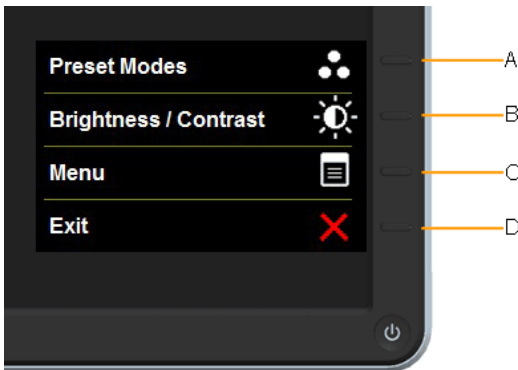 Preset Modes
A
Brightness / Contrast
B
Menu
C
Exit
D